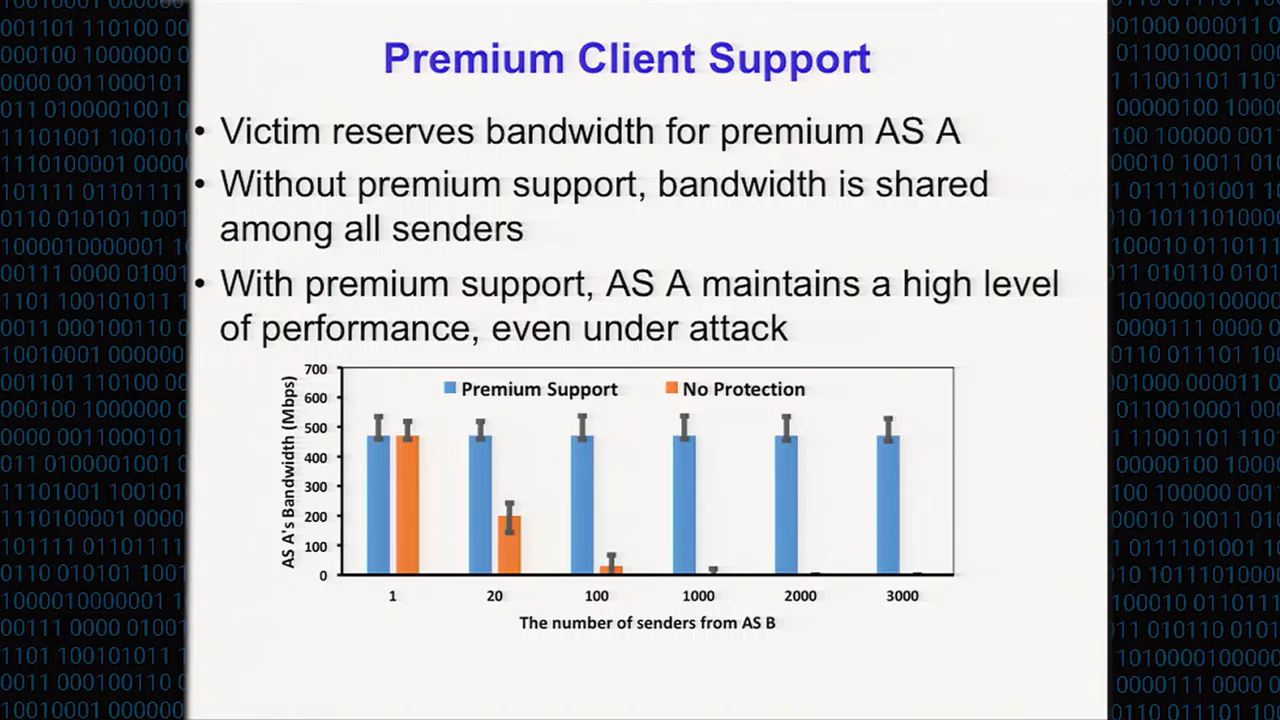 Premium Client Support
• Victim reserves bandwidth for premium AS A
• Without premium support, bandwidth is shared
among all senders
• With premium support, AS A maintains a high level
of performance, even under attack
Premium Support
No Protection
AS A's Bandwidth (Mbps)
700
600
500
400
300
200
100
0
1 20 100 1000 2000 3000
The number of senders from AS B